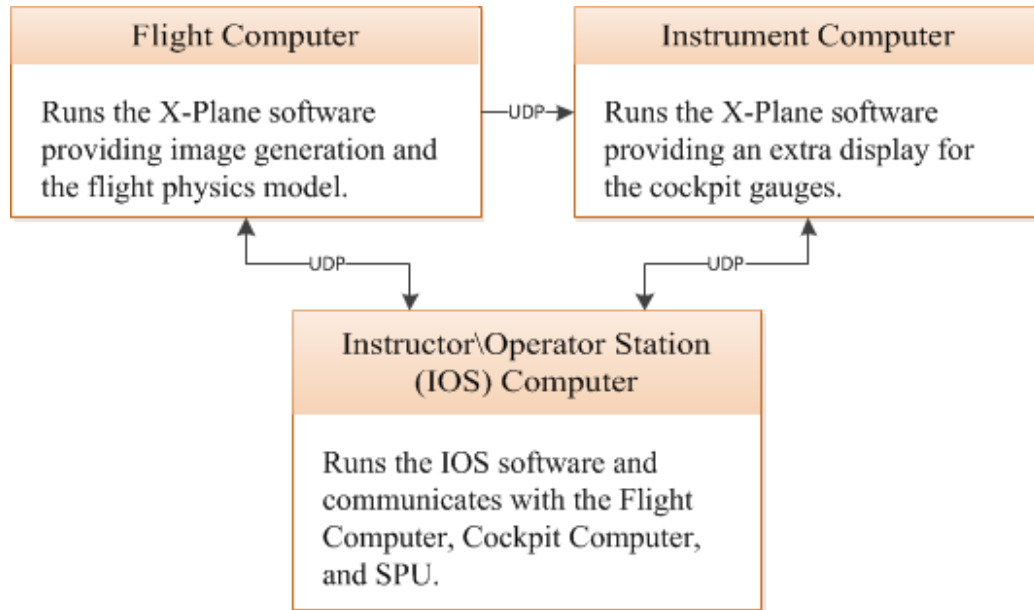 Flight Computer
Runs the X-Plane software
providing image generation and
the flight physics model.
UDP
Instrument Computer
Runs the X-Plane software
providing an extra display for
the cockpit gauges.
UDP
UDP
Instructor\Operator Station
(IOS) Computer
Runs the IOS software and
communicates with the Flight
Computer, Cockpit Computer,
and SPU.